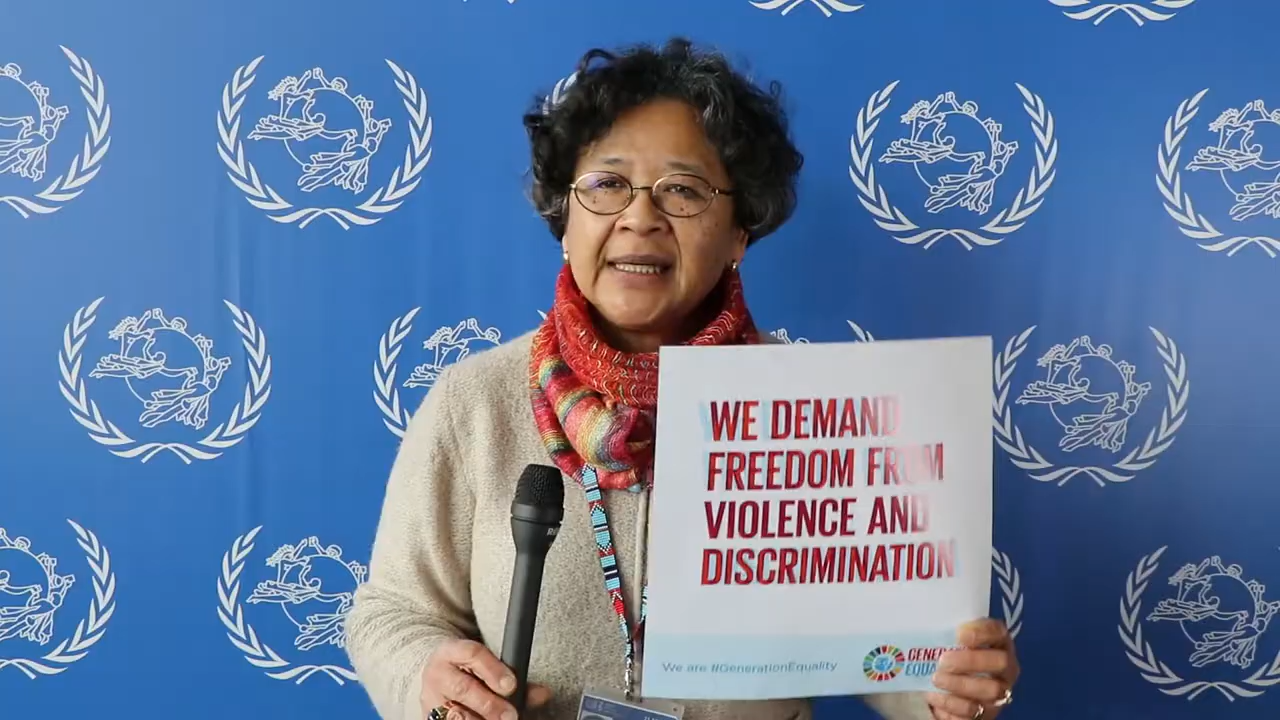 WE DEMAND
FREEDOM FROM
VIOLENCE AND
DISCRIMINATION
We are #GenerationEquality